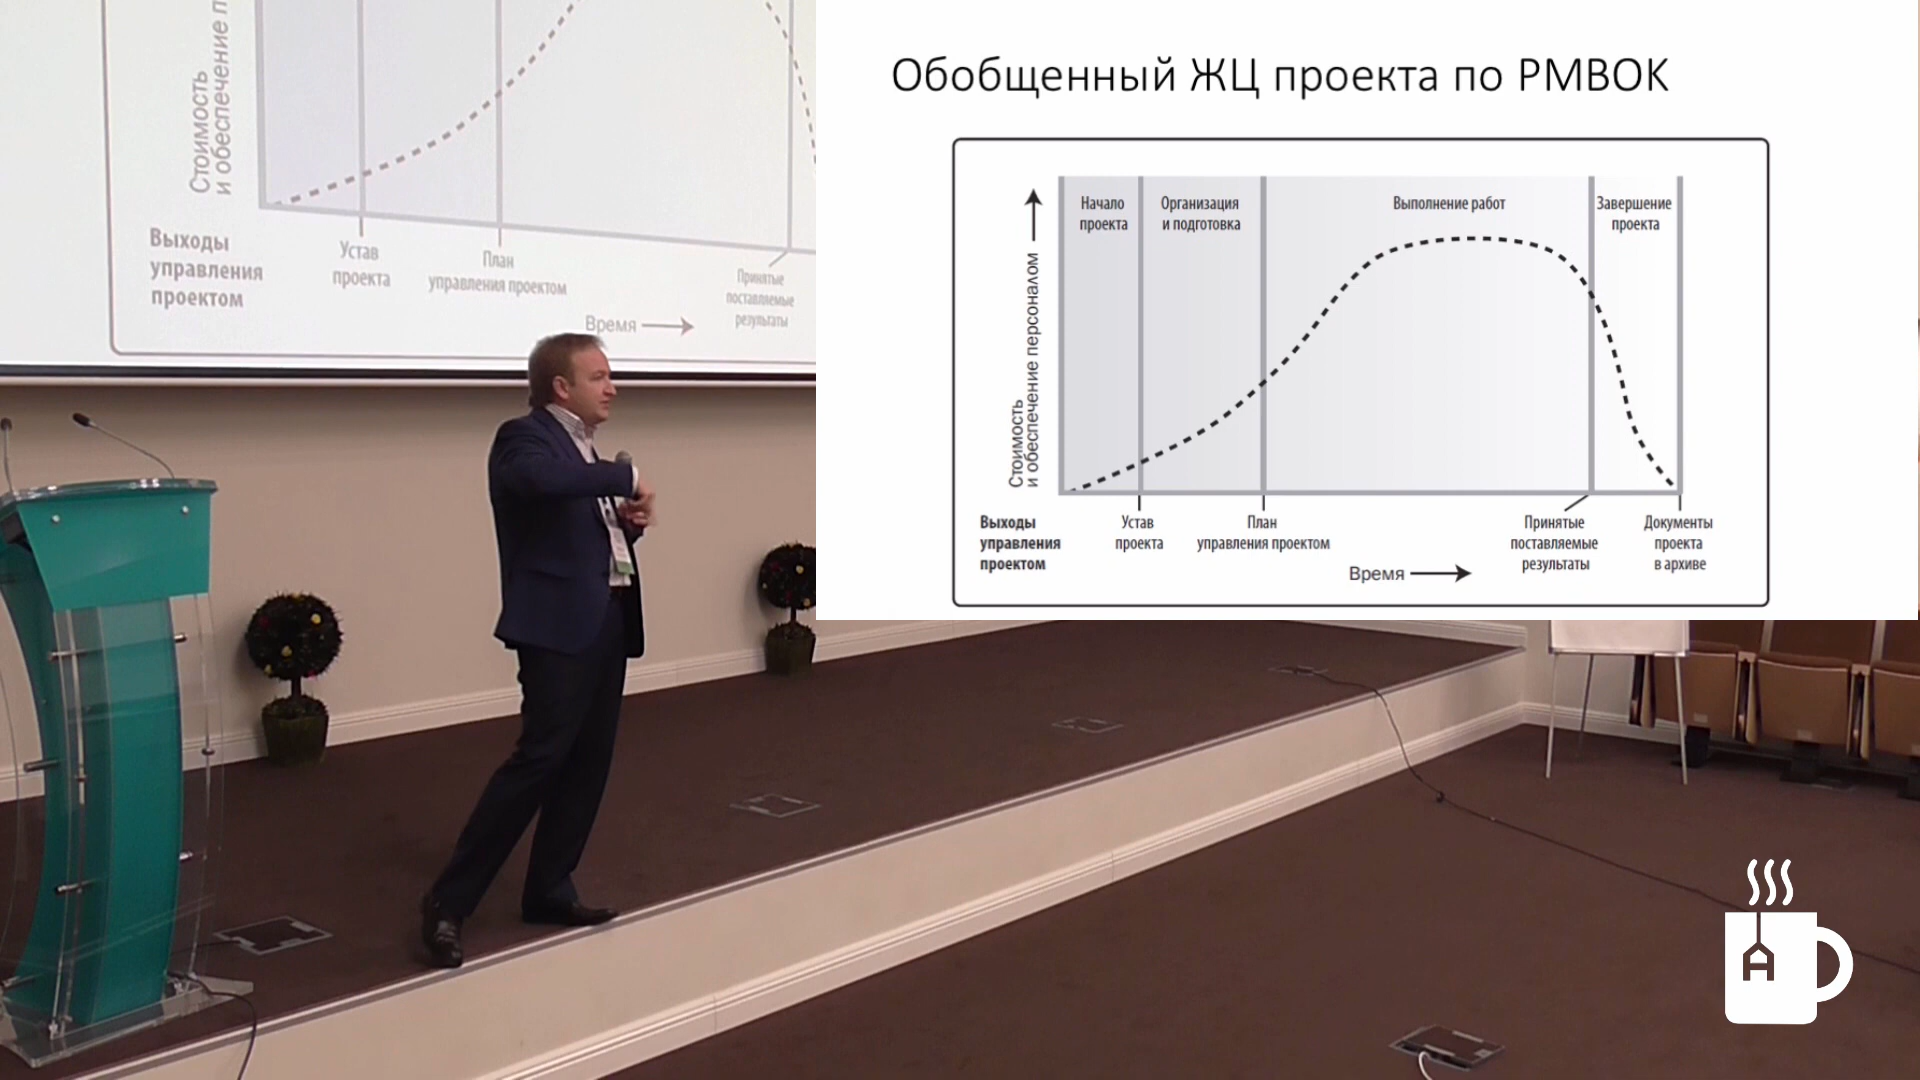 Стоимость
и обеспечение п
Выходы
управления
проектом
Устав
проекта
План
управления проектом
Принятые
поставляемые
результаты
Время
Обобщенный ЖЦ проекта по PMBOK
Стоимость
и обеспечение персоналом
Начало
проекта
Организация
и подготовка
Выполнение работ
Завершение
проекта
Выходы
управления
проектом
Устав
проекта
План
управления проектом
Время
Принятые
поставляемые
результаты
Документы
проекта
в архиве
A